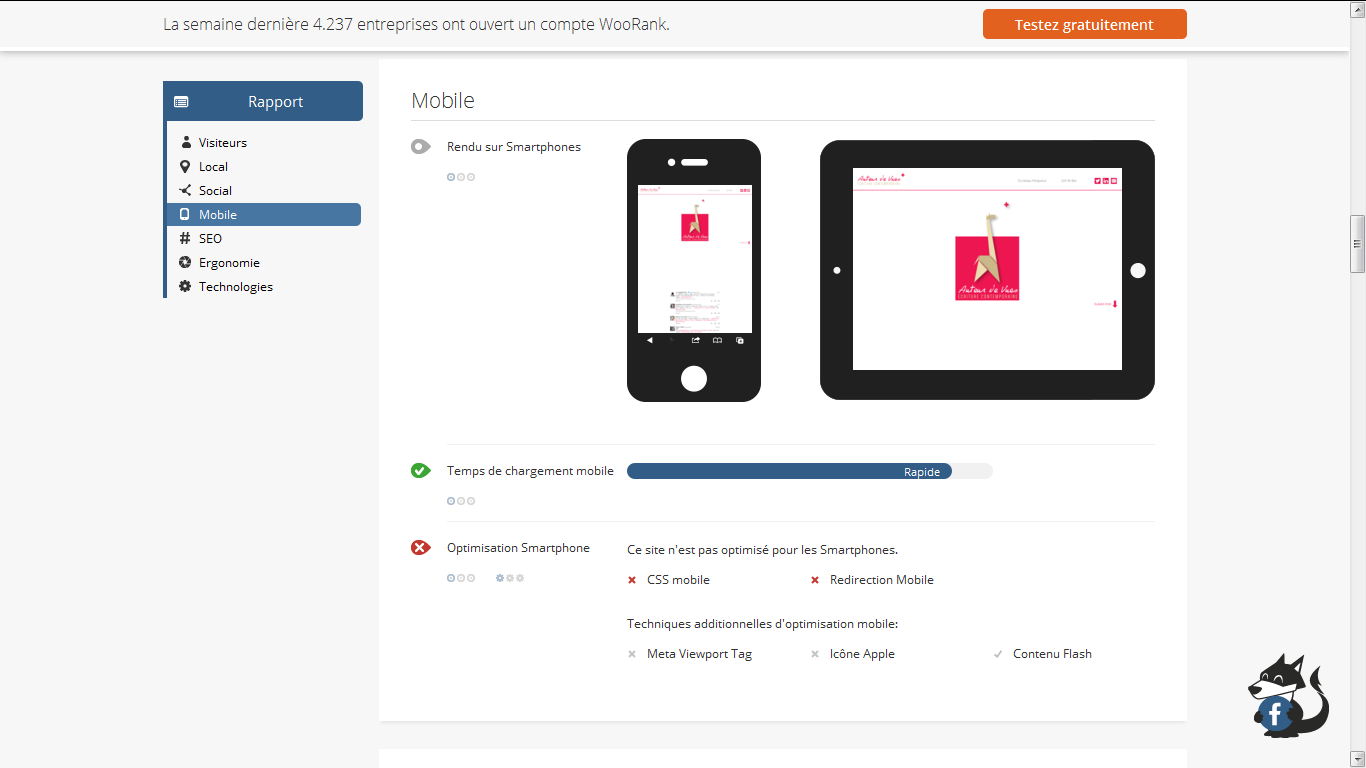 La semaine dernière 4.237 entreprises ont ouvert un compte WooRank.
Testez gratuitement
Rapport
Visiteurs
Local
Social
Mobile
SEO
Ergonomie
Technologies
Mobile
Rendu sur Smartphones
Auteur de Vues
ECRITURE CONTEMPORAINE
Temps de chargement mobile
Rapide
Optimisation Smartphone
Ce site n'est pas optimisé pour les Smartphones.
CSS mobile
Redirection Mobile
Techniques additionnelles d'optimisation mobile:
Meta Viewport Tag
Icône Apple
Contenu Flash